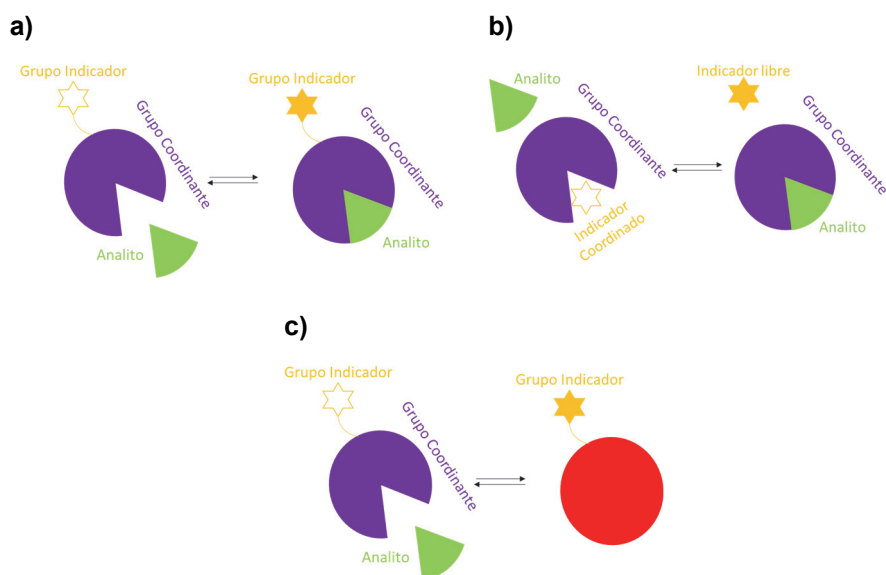 a)
Grupo Indicador
Grupo Coordinante
Analito
Grupo Indicador
Grupo Coordinante
Analito
b)
Analito
Grupo Coordinante
Indicador
Coordinado
Indicador libre
Grupo Coordinante
Analito
c)
Grupo Indicador
Grupo Coordinante
Analito
Grupo Indicador